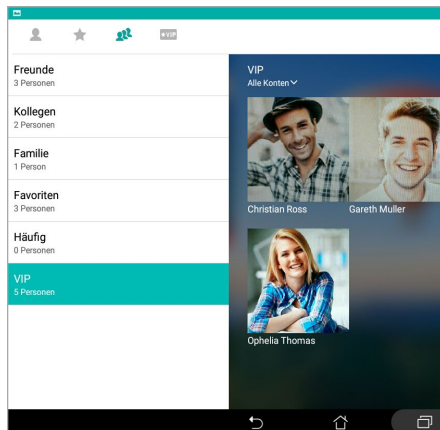 VIP
Freunde
3 Personen
Kollegen
2 Personen
Familie
1 Person
Favoriten
3 Personen
Häufig
0 Personen
VIP
5 Personen
VIP
Alle Konten
Christian Ross
Gareth Muller
Ophelia Thomas